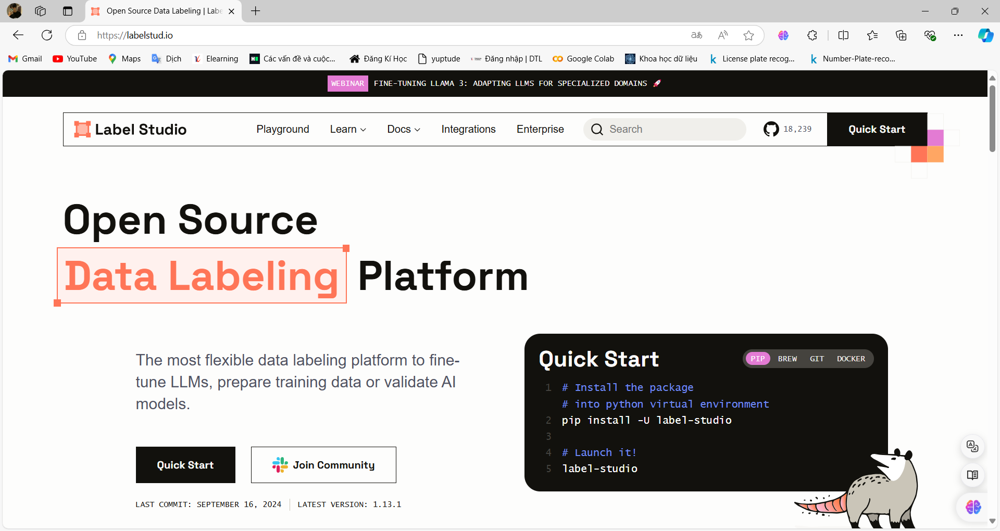 Open Source Data Labeling | Labe
https://labelstud.io
Gmail YouTube Maps Dịch Elearning Các vấn đề và cuộc... Đăng Kí Học yuptude Đăng nhập | DTL Google Colab Khoa học dữ liệu License plate recog... Number-Plate-reco...
WEBINAR FINE-TUNING LLAMA 3: ADAPTING LLMS FOR SPECIALIZED DOMAINS 🚀
Label Studio Playground Learn Docs Integrations Enterprise Search 18,239 Quick Start
Open Source
Data Labeling Platform
The most flexible data labeling platform to fine-
tune LLMs, prepare training data or validate AI
models.
Quick Start Join Community
LAST COMMIT: SEPTEMBER 16, 2024 LATEST VERSION: 1.13.1
Quick Start PIP BREW GIT DOCKER
1 # Install the package
# into python virtual environment
2 pip install -U label-studio
3
4 # Launch it!
5 label-studio